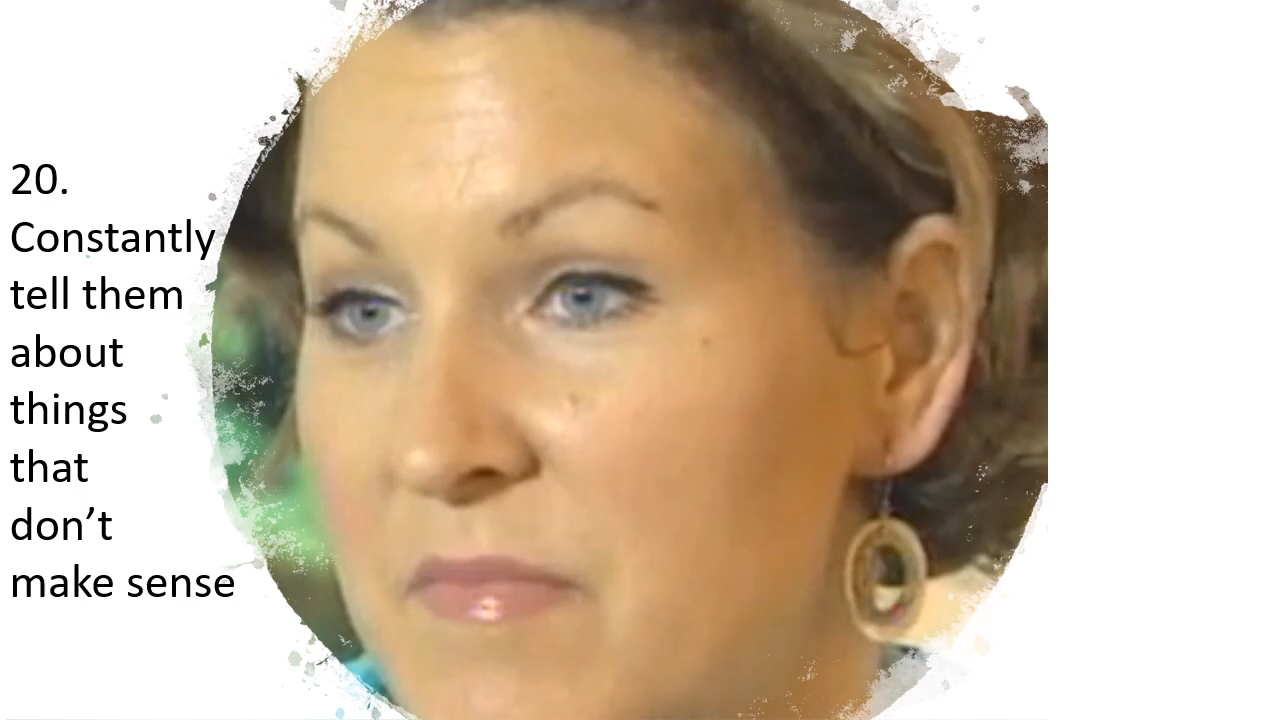 20.
Constantly
tell them
about
things
that
don’t
make sense